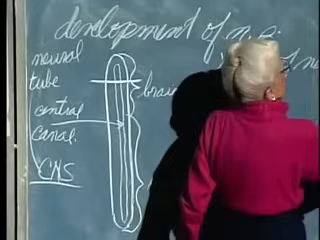 development of n.s.
neural
tube
brain
central
canal.
CNS